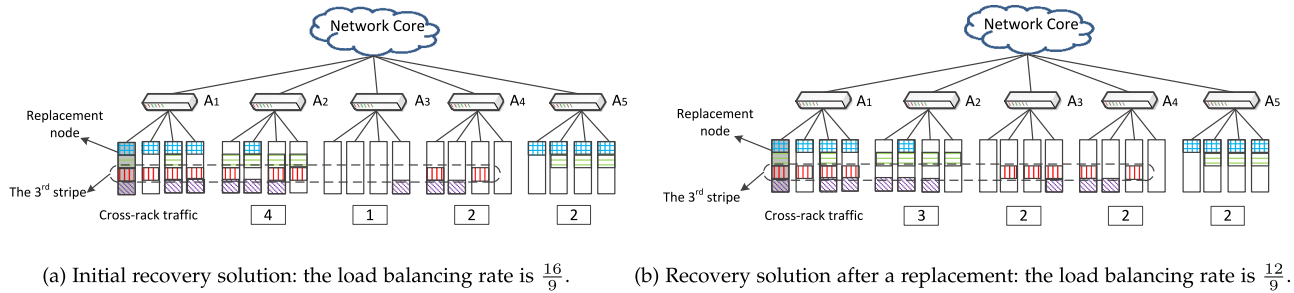 Network Core
A1
A2
A3
A4
A5
Replacement
node
The 3rd stripe
Cross-rack traffic
4
1
2
2
(a) Initial recovery solution: the load balancing rate is 16/9.
Network Core
A1
A2
A3
A4
A5
Replacement
node
The 3rd stripe
Cross-rack traffic
3
2
2
2
(b) Recovery solution after a replacement: the load balancing rate is 12/9.